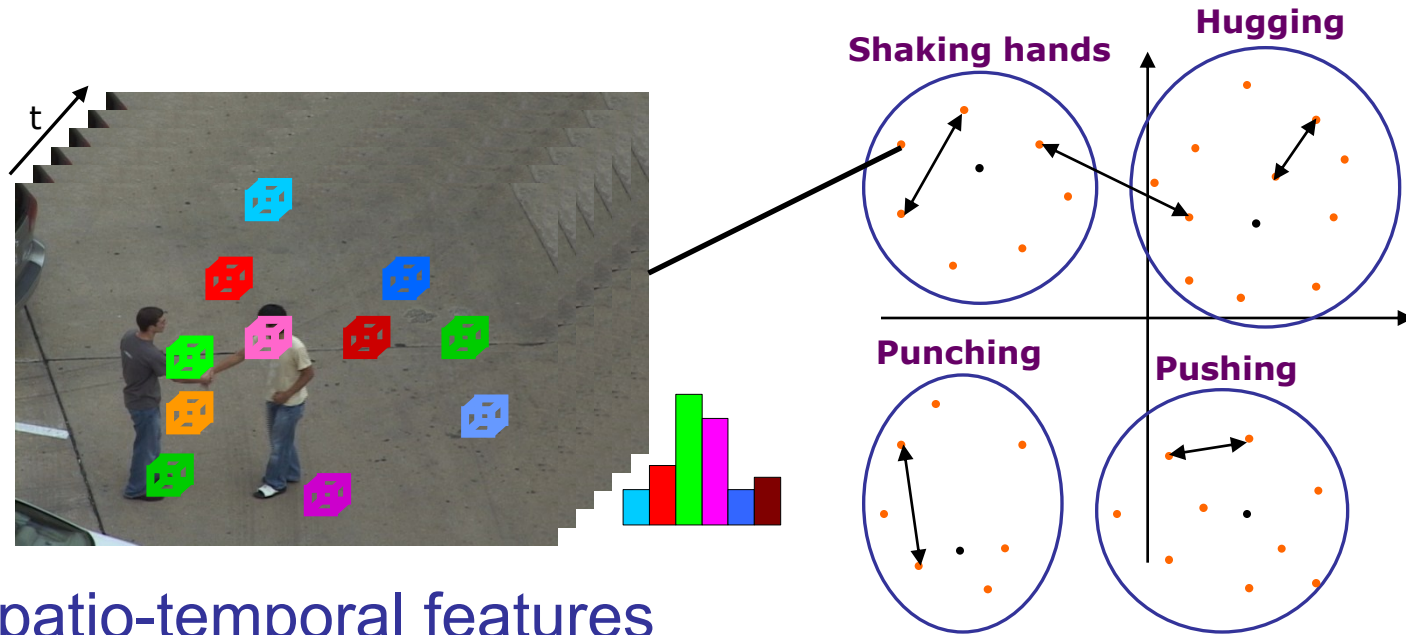 Hugging
Shaking hands
t
Punching
Pushing
patio-temporal features